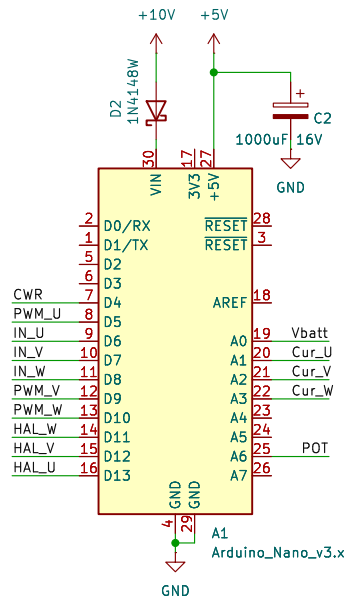 +10V +5V
D2
1N4148W
+
C2
1000uF 16V
GND
30 17 27
VIN 3V3 +5V
2 D0/RX RESET 28
1 D1/TX RESET 3
5 D2
6 D3
CWR 7 D4 AREF 18
PWM_U 8 D5
IN_U 9 D6 A0 19 Vbatt
IN_V 10 D7 A1 20 Cur_U
IN_W 11 D8 A2 21 Cur_V
PWM_V 12 D9 A3 22 Cur_W
PWM_W 13 D10 A4 23
HAL_W 14 D11 A5 24
HAL_V 15 D12 A6 25 POT
HAL_U 16 D13 A7 26
GND GND
4 29
A1
Arduino_Nano_v3.x
GND